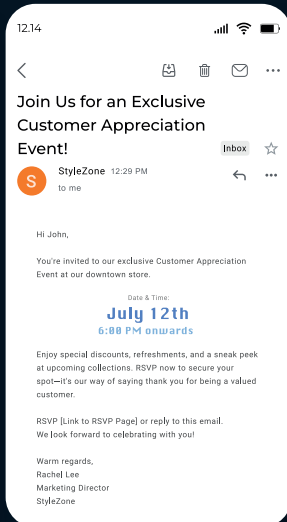 12.14
Join Us for an Exclusive
Customer Appreciation
Event!
Inbox
S
StyleZone 12:29 PM
to me
Hi John,
You're invited to our exclusive Customer Appreciation
Event at our downtown store.
Date & Time:
July 12th
6:00 PM onwards
Enjoy special discounts, refreshments, and a sneak peek
at upcoming collections. RSVP now to secure your
spot—it's our way of saying thank you for being a valued
customer.
RSVP [Link to RSVP Page] or reply to this email.
We look forward to celebrating with you!
Warm regards,
Rachel Lee
Marketing Director
StyleZone